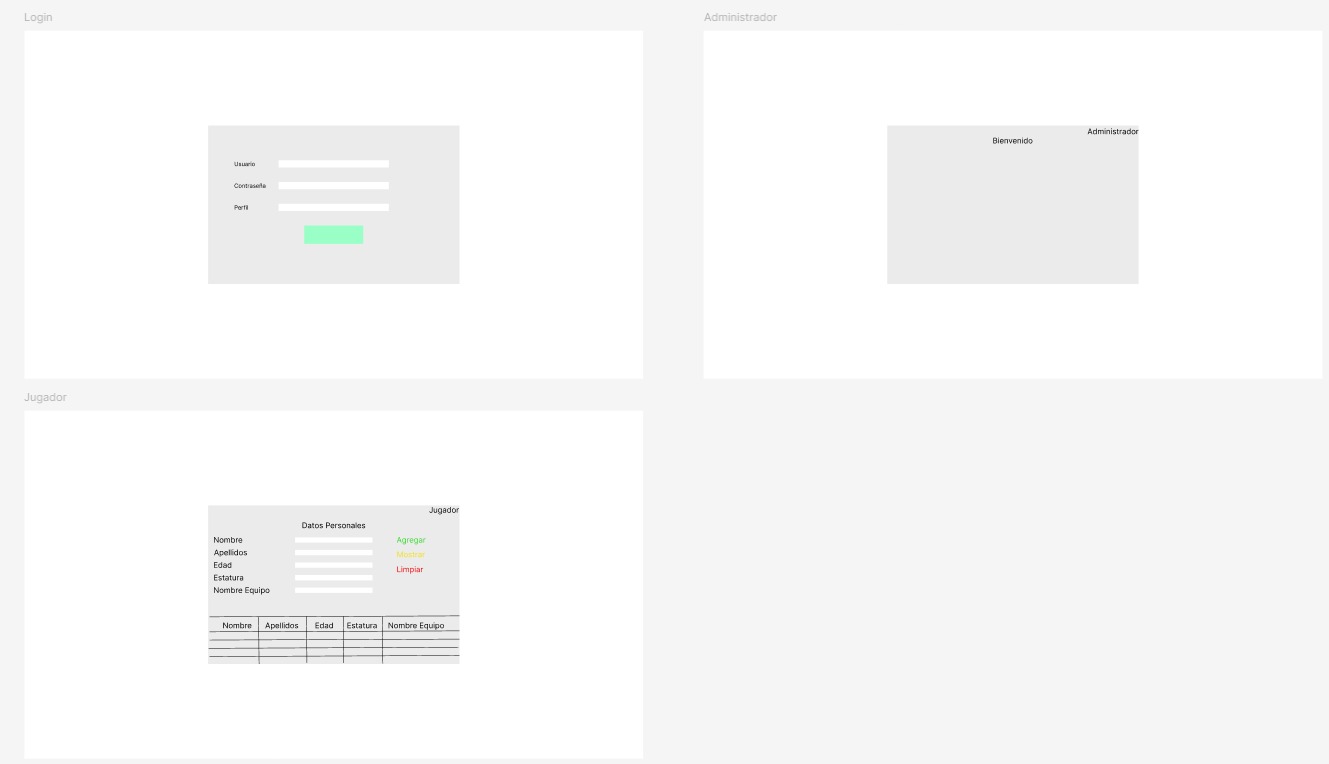 Login
Usuario
Contraseña
Perfil
Administrador
Administrador
Bienvenido
Jugador
Jugador
Datos Personales
Nombre
Apellidos
Edad
Estatura
Nombre Equipo
Agregar
Mostrar
Limpiar
Nombre Apellidos Edad Estatura Nombre Equipo